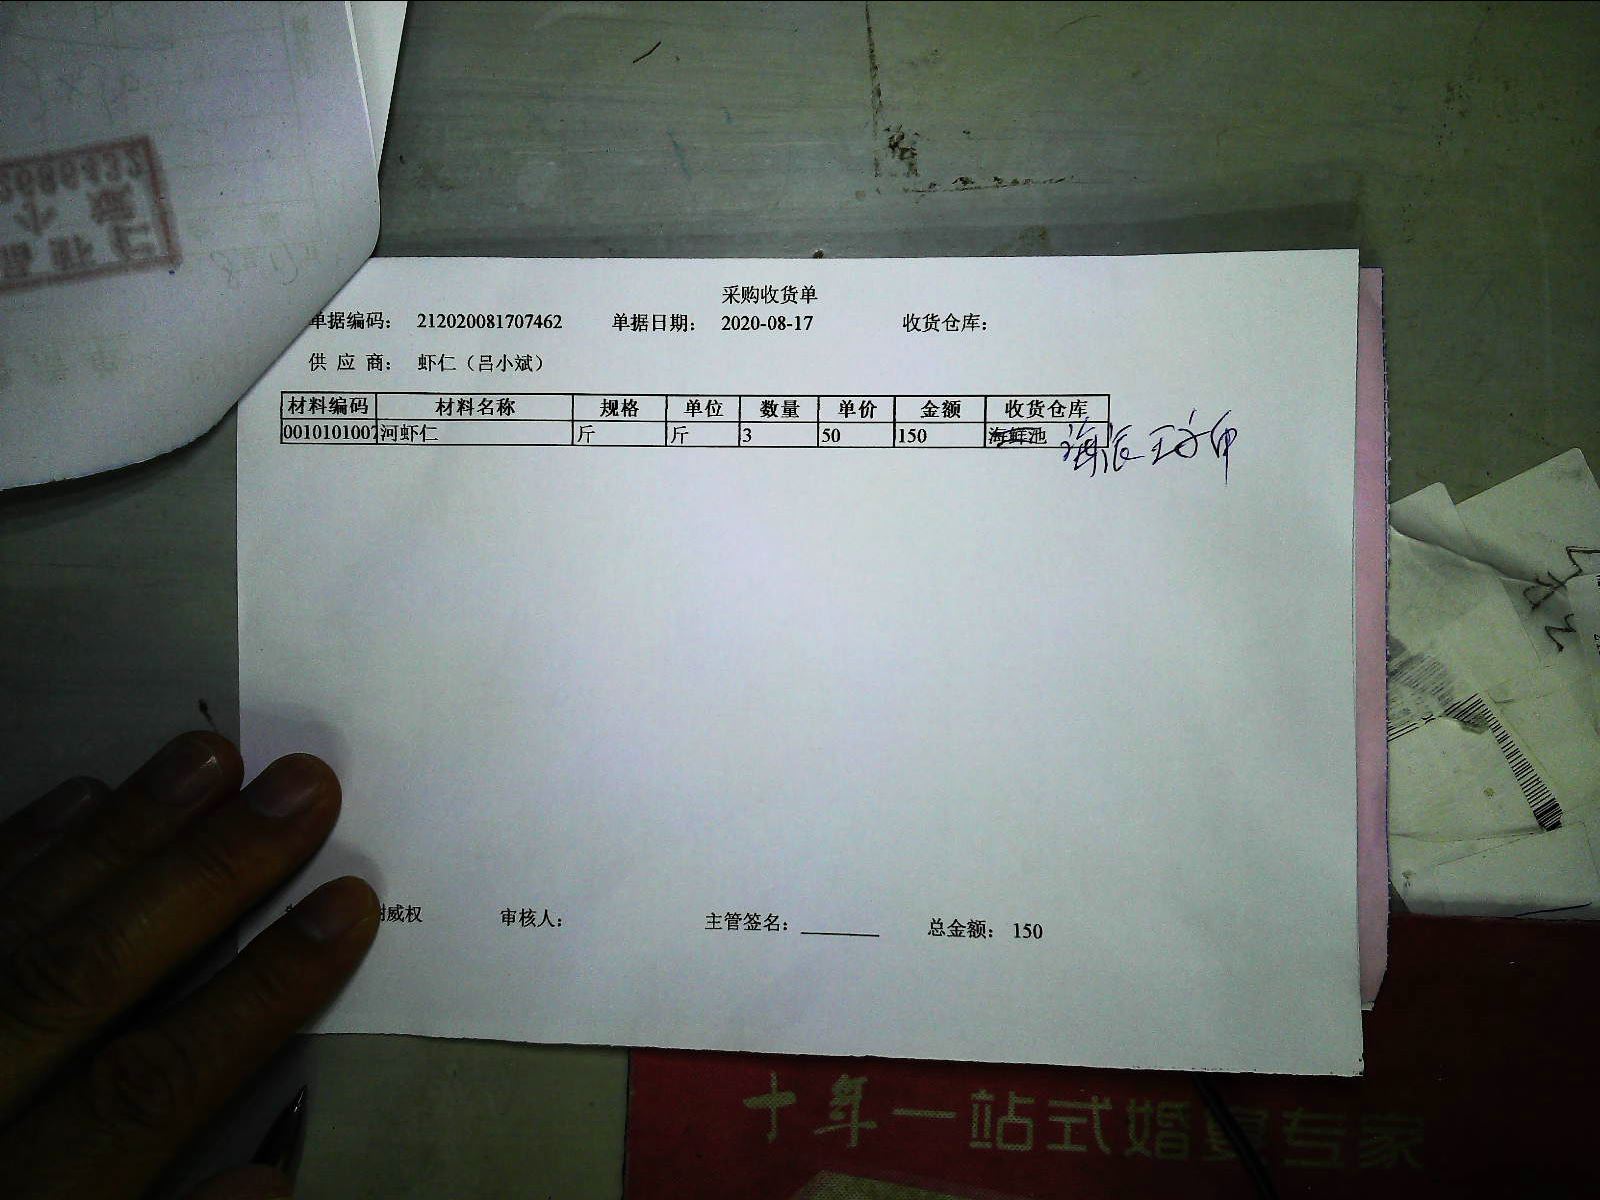 采购收货单
单据编码： 212020081707462 单据日期： 2020-08-17 收货仓库：
供 应 商： 虾仁（吕小斌）
材料编码 材料名称 规格 单位 数量 单价 金额 收货仓库
0010101007 河虾仁 斤 斤 3 50 150 海鲜池
威权 审核人： 主管签名： 总金额： 150
十年一站式婚宴专家